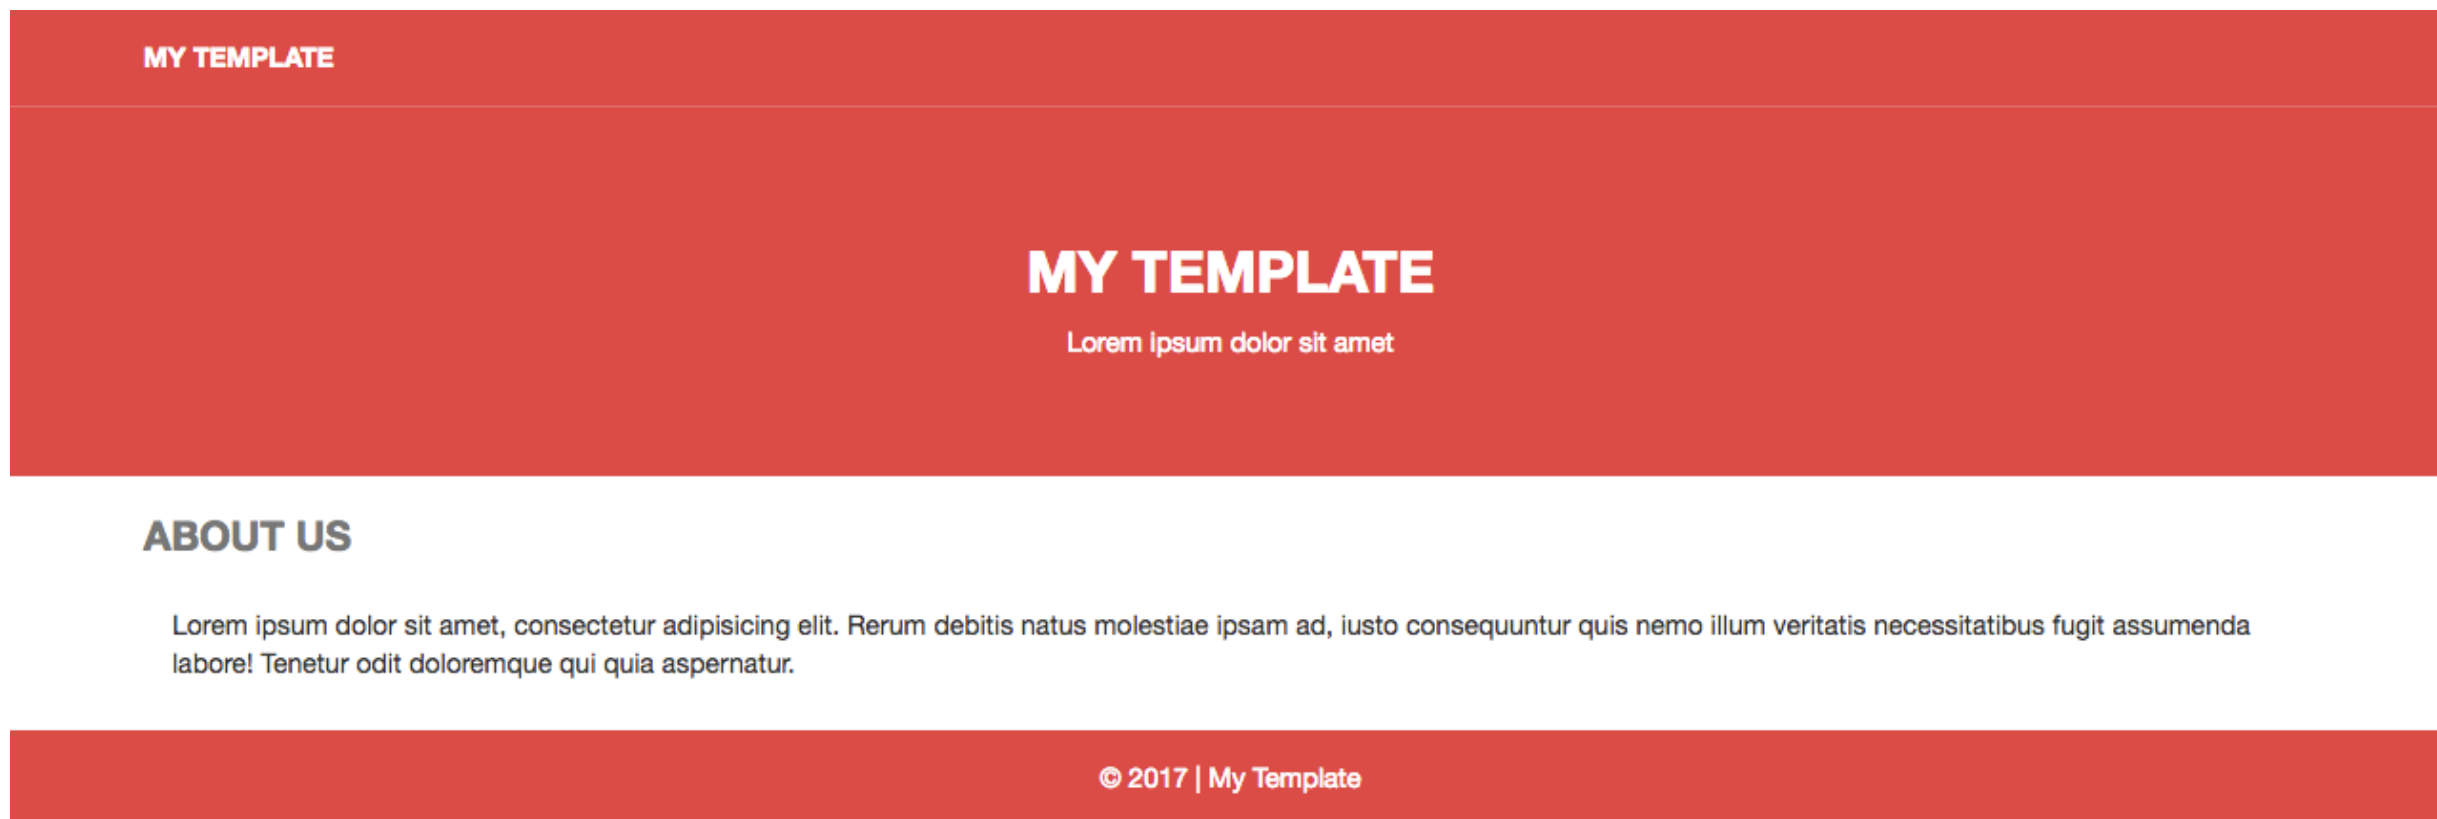 MY TEMPLATE
MY TEMPLATE
Lorem ipsum dolor sit amet
ABOUT US
Lorem ipsum dolor sit amet, consectetur adipisicing elit. Rerum debitis natus molestiae ipsam ad, iusto consequuntur quis nemo illum veritatis necessitatibus fugit assumenda
labore! Tenetur odit doloremque qui quia aspernatur.
© 2017 | My Template